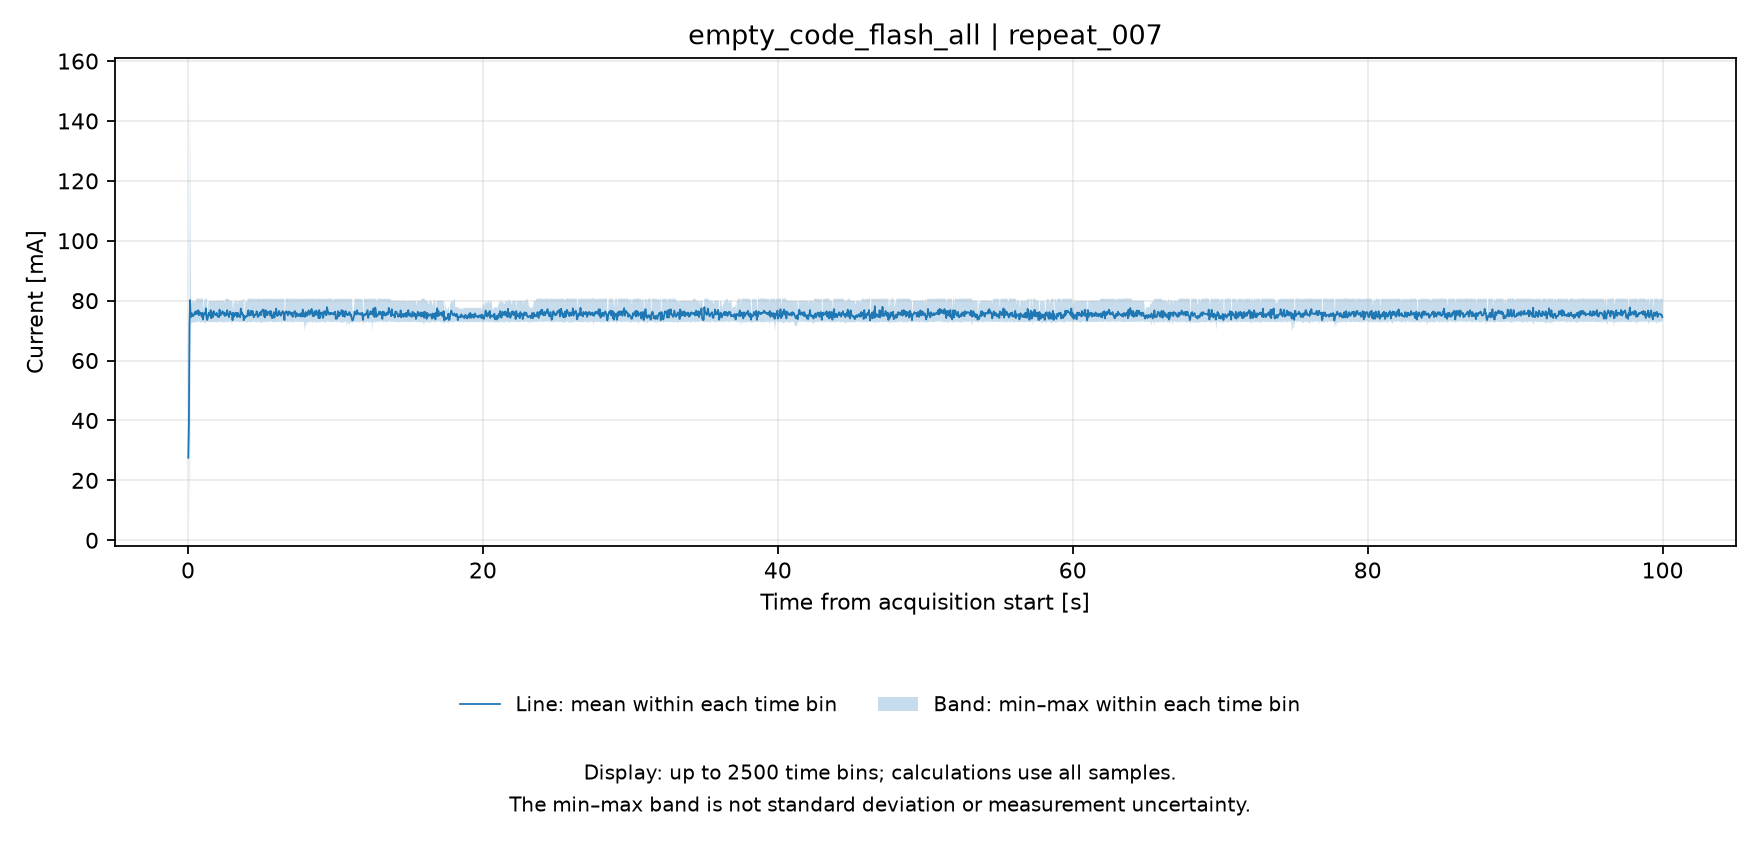 empty_code_flash_all | repeat_007
160
140
120
100
80
60
40
20
0
Current [mA]
0 20 40 60 80 100
Time from acquisition start [s]
Line: mean within each time bin Band: min–max within each time bin
Display: up to 2500 time bins; calculations use all samples.
The min–max band is not standard deviation or measurement uncertainty.